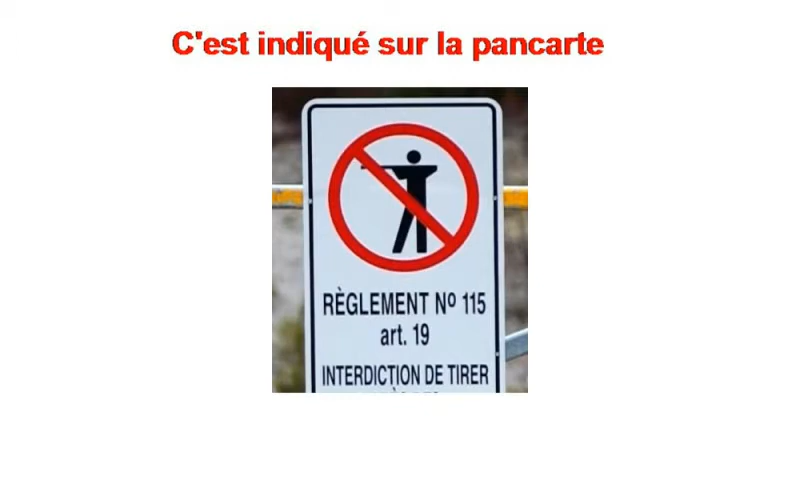 C'est indiqué sur la pancarte
RÈGLEMENT Nº 115
art. 19
INTERDICTION DE TIRER